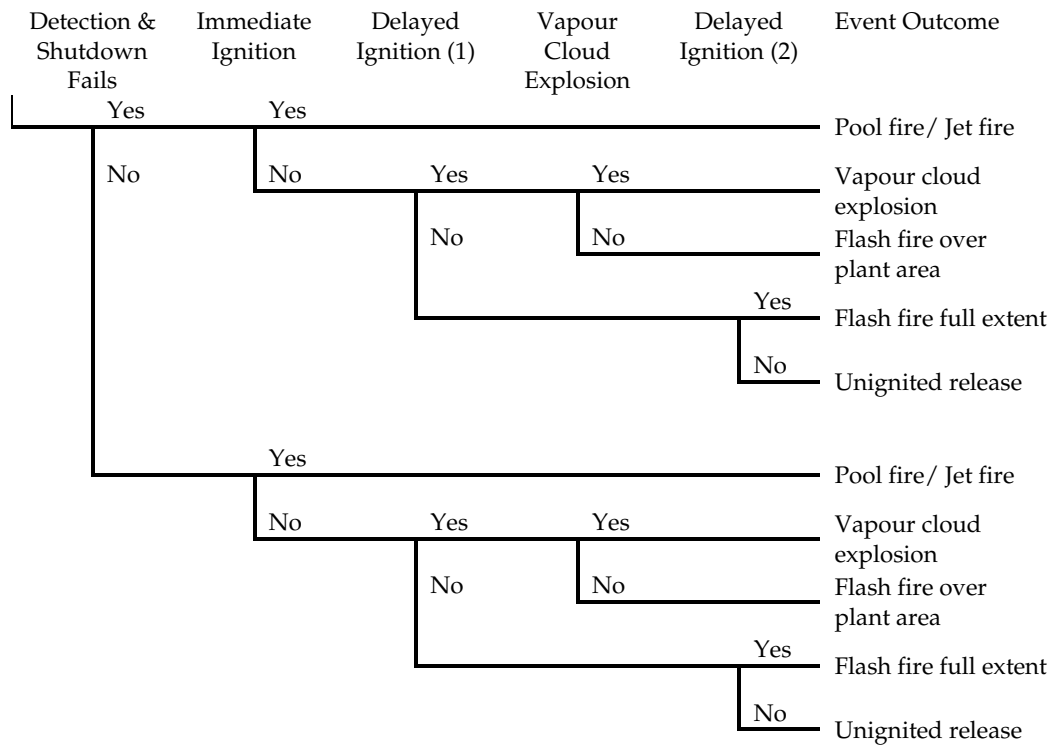 Detection &
Shutdown
Fails
Immediate
Ignition
Delayed
Ignition (1)
Vapour
Cloud
Explosion
Delayed
Ignition (2)
Event Outcome
Yes
Yes
Pool fire/ Jet fire
No
No
Yes
Yes
Vapour cloud
explosion
No
No
Flash fire over
plant area
Yes
Flash fire full extent
No
Unignited release
Yes
Pool fire/ Jet fire
No
Yes
Yes
Vapour cloud
explosion
No
No
Flash fire over
plant area
Yes
Flash fire full extent
No
Unignited release